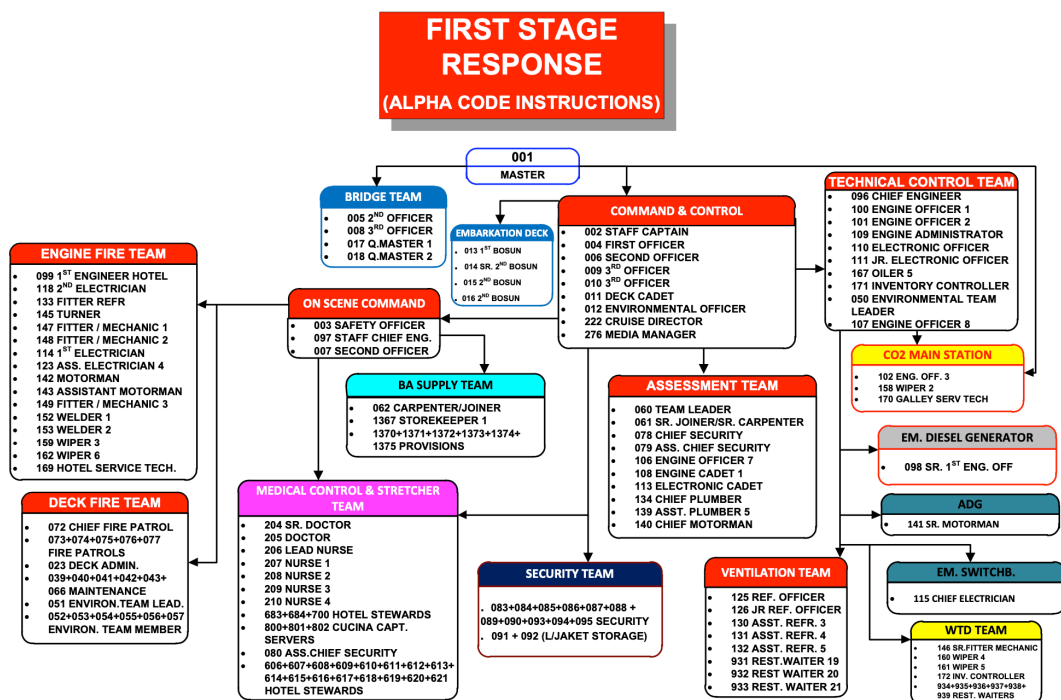 FIRST STAGE
RESPONSE
(ALPHA CODE INSTRUCTIONS)
001
MASTER
BRIDGE TEAM
• 005 2ND OFFICER
• 008 3RD OFFICER
• 017 Q.MASTER 1
• 018 Q.MASTER 2
EMBARKATION DECK
• 013 1ST BOSUN
• 014 SR. 2ND BOSUN
• 015 2ND BOSUN
• 016 2ND BOSUN
COMMAND & CONTROL
• 002 STAFF CAPTAIN
• 004 FIRST OFFICER
• 006 SECOND OFFICER
• 009 3RD OFFICER
• 010 3RD OFFICER
• 011 DECK CADET
• 012 ENVIRONMENTAL OFFICER
• 222 CRUISE DIRECTOR
• 276 MEDIA MANAGER
TECHNICAL CONTROL TEAM
• 096 CHIEF ENGINEER
• 100 ENGINE OFFICER 1
• 101 ENGINE OFFICER 2
• 109 ENGINE ADMINISTRATOR
• 110 ELECTRONIC OFFICER
• 111 JR. ELECTRONIC OFFICER
• 167 OILER 5
• 171 INVENTORY CONTROLLER
• 050 ENVIRONMENTAL TEAM
LEADER
• 107 ENGINE OFFICER 8
ENGINE FIRE TEAM
• 099 1ST ENGINEER HOTEL
• 118 2ND ELECTRICIAN
• 133 FITTER REFR
• 145 TURNER
• 147 FITTER / MECHANIC 1
• 148 FITTER / MECHANIC 2
• 114 1ST ELECTRICIAN
• 123 ASS. ELECTRICIAN 4
• 142 MOTORMAN
• 143 ASSISTANT MOTORMAN
• 149 FITTER / MECHANIC 3
• 152 WELDER 1
• 153 WELDER 2
• 159 WIPER 3
• 162 WIPER 6
• 169 HOTEL SERVICE TECH.
ON SCENE COMMAND
• 003 SAFETY OFFICER
• 097 STAFF CHIEF ENG.
• 007 SECOND OFFICER
CO2 MAIN STATION
• 102 ENG. OFF. 3
• 158 WIPER 2
• 170 GALLEY SERV TECH
BA SUPPLY TEAM
• 062 CARPENTER/JOINER
• 1367 STOREKEEPER 1
• 1370+1371+1372+1373+1374+
1375 PROVISIONS
ASSESSMENT TEAM
• 060 TEAM LEADER
• 061 SR. JOINER/SR. CARPENTER
• 078 CHIEF SECURITY
• 079 ASS. CHIEF SECURITY
• 106 ENGINE OFFICER 7
• 108 ENGINE CADET 1
• 113 ELECTRONIC CADET
• 134 CHIEF PLUMBER
• 139 ASST. PLUMBER 5
• 140 CHIEF MOTORMAN
EM. DIESEL GENERATOR
• 098 SR. 1ST ENG. OFF
DECK FIRE TEAM
• 072 CHIEF FIRE PATROL
• 073+074+075+076+077
FIRE PATROLS
• 023 DECK ADMIN.
• 039+040+041+042+043+
066 MAINTENANCE
• 051 ENVIRON.TEAM LEAD.
• 052+053+054+055+056+057
ENVIRON. TEAM MEMBER
MEDICAL CONTROL & STRETCHER
TEAM
• 204 SR. DOCTOR
• 205 DOCTOR
• 206 LEAD NURSE
• 207 NURSE 1
• 208 NURSE 2
• 209 NURSE 3
• 210 NURSE 4
• 683+684+700 HOTEL STEWARDS
• 800+801+802 CUCINA CAPT.
SERVERS
• 080 ASS.CHIEF SECURITY
• 606+607+608+609+610+611+612+613+
614+615+616+617+618+619+620+621
HOTEL STEWARDS
ADG
• 141 SR. MOTORMAN
SECURITY TEAM
• 083+084+085+086+087+088 +
089+090+093+094+095 SECURITY
• 091 + 092 (L/JAKET STORAGE)
VENTILATION TEAM
• 125 REF. OFFICER
• 126 JR REF. OFFICER
• 130 ASST. REFR. 3
• 131 ASST. REFR. 4
• 132 ASST. REFR. 5
• 931 REST.WAITER 19
• 932 REST WAITER 20
• 933 REST. WAITER 21
EM. SWITCHB.
• 115 CHIEF ELECTRICIAN
WTD TEAM
• 146 SR.FITTER MECHANIC
• 160 WIPER 4
• 161 WIPER 5
• 172 INV. CONTROLLER
• 934+935+936+937+938+
939 REST. WAITERS